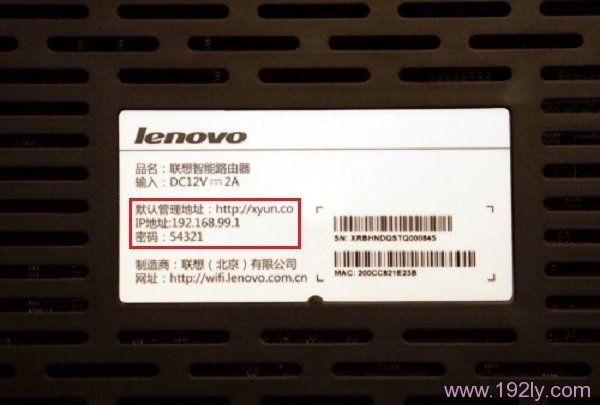 lenovo
品名：联想智能路由器
输入：DC12V⎓2A
默认管理地址：http://xyun.co
IP地址:192.168.99.1
密码：54321
制造商：联想（北京）有限公司
网址：http://wifi.lenovo.com.cn
SN: XRBHNDQSTQ000845
MAC: 200CC821E23B
www.192ly.com